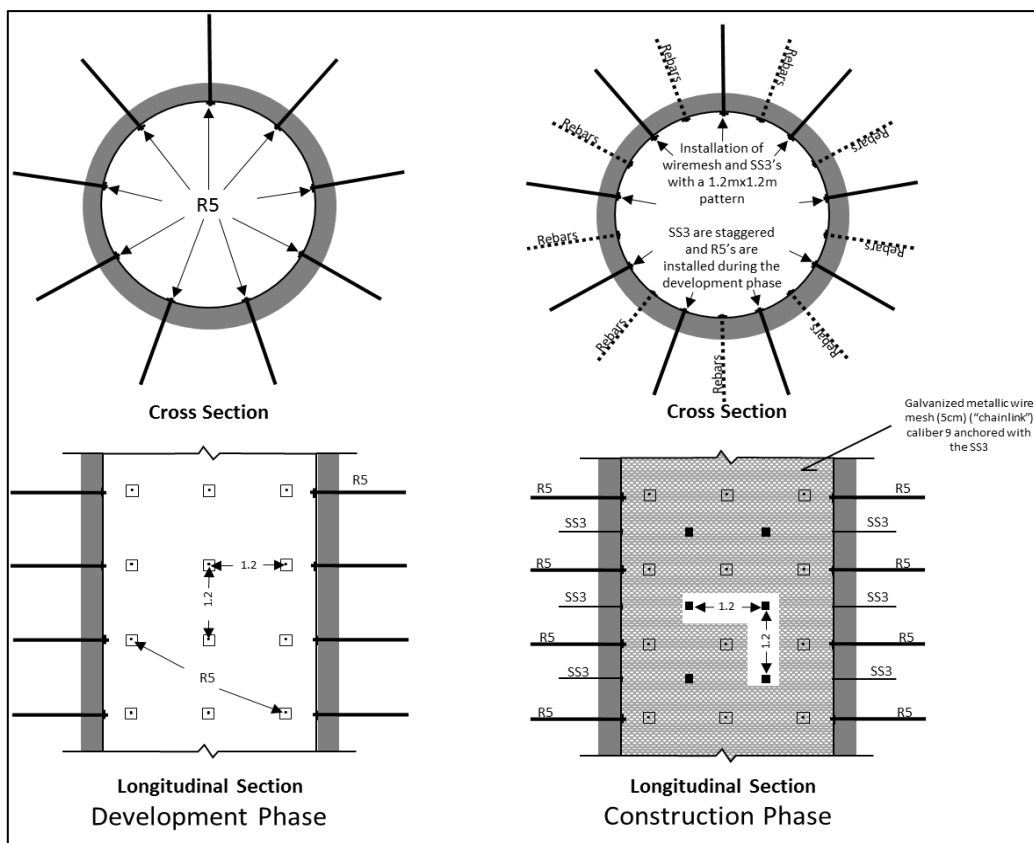 R5
Cross Section
Rebars
Rebars
Rebars
Rebars
Rebars
Rebars
Rebars
Rebars
Rebars
Installation of
wiremesh and SS3's
with a 1.2mx1.2m
pattern
SS3 are staggered
and R5's are
installed during the
development phase
Cross Section
Galvanized metallic wire
mesh (5cm) ("chainlink")
caliber 9 anchored with
the SS3
R5
1.2
1.2
R5
Longitudinal Section
Development Phase
R5
R5
SS3
SS3
R5
R5
SS3
SS3
1.2
1.2
R5
R5
SS3
SS3
R5
R5
Longitudinal Section
Construction Phase